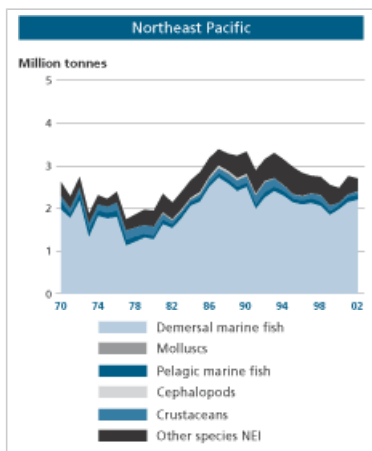 Northeast Pacific
Million tonnes
5
4
3
2
1
0
70 74 78 82 86 90 94 98 02
Demersal marine fish
Molluscs
Pelagic marine fish
Cephalopods
Crustaceans
Other species NEI